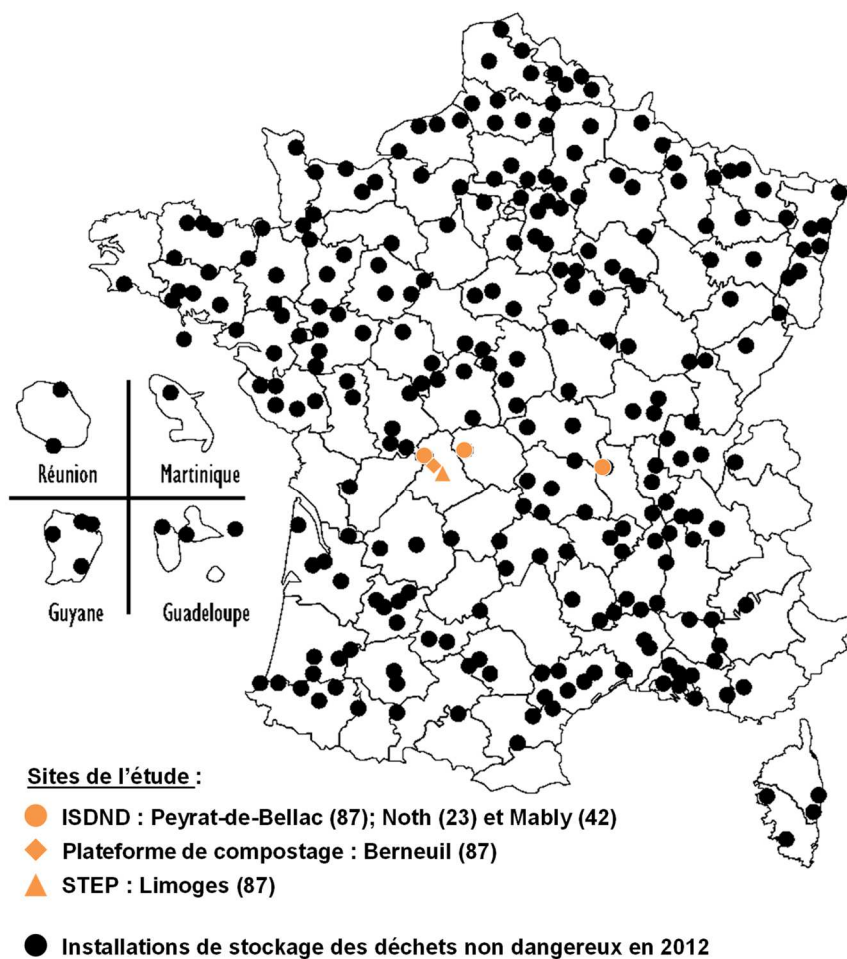 Réunion
Martinique
Guyane
Guadeloupe
Sites de l'étude :
ISDND : Peyrat-de-Bellac (87); Noth (23) et Mably (42)
Plateforme de compostage : Berneuil (87)
STEP : Limoges (87)
Installations de stockage des déchets non dangereux en 2012